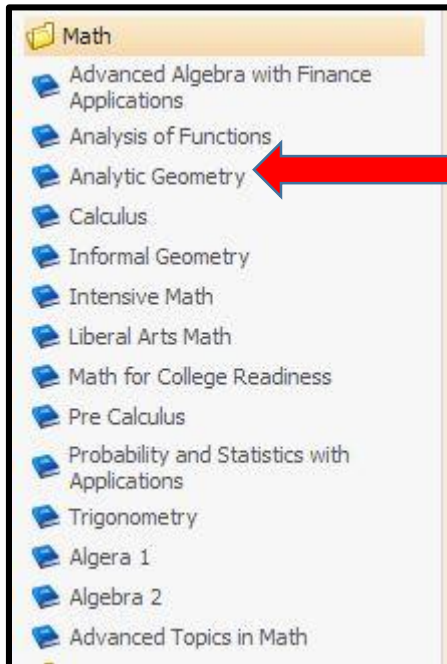 Math
Advanced Algebra with Finance
Applications
Analysis of Functions
Analytic Geometry
Calculus
Informal Geometry
Intensive Math
Liberal Arts Math
Math for College Readiness
Pre Calculus
Probability and Statistics with
Applications
Trigonometry
Algera 1
Algebra 2
Advanced Topics in Math